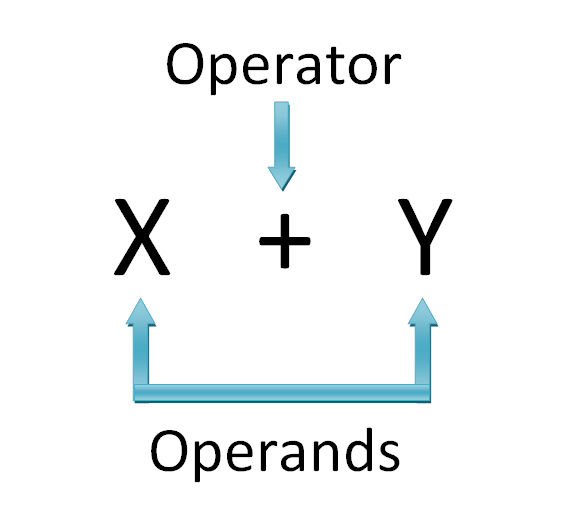 Operator
X + Y
Operands